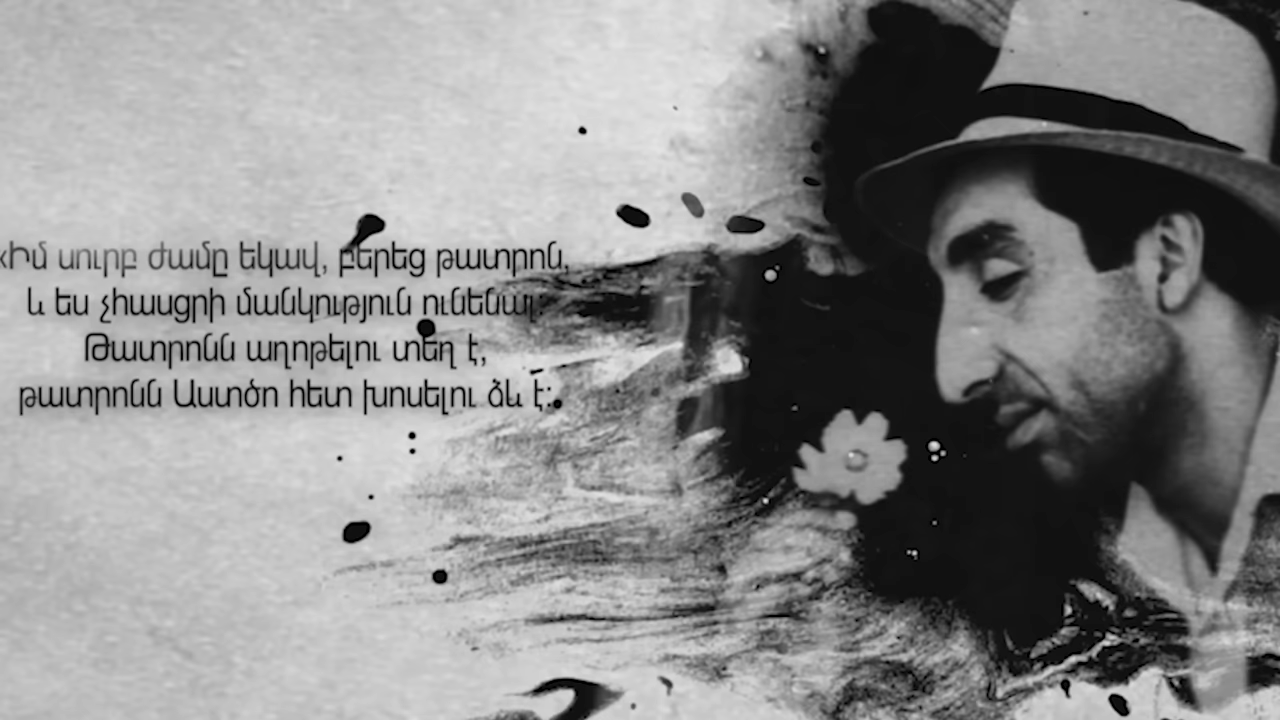 «Իմ սուրբ ժամը եկավ, բերեց թատրոն,
և ես չհասցրի մանկություն ունենալ:
Թատրոնն աղոթելու տեղ է,
թատրոնն Աստծո հետ խոսելու ձև է: